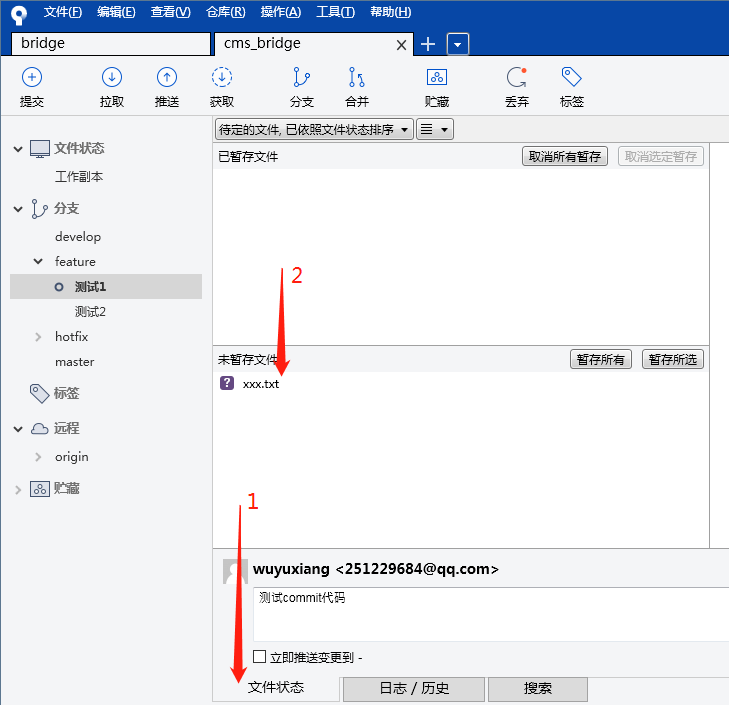 文件(F) 编辑(E) 查看(V) 仓库(R) 操作(A) 工具(T) 帮助(H)
bridge cms_bridge
提交 拉取 推送 获取 分支 合并 贮藏 丢弃 标签
待定的文件, 已依照文件状态排序
已暂存文件 取消所有暂存 取消选定暂存
文件状态
工作副本
分支
develop
feature
测试1
测试2
hotfix
master
标签
远程
origin
贮藏
2
未暂存文件 暂存所有 暂存所选
? xxx.txt
1
wuyuxiang <251229684@qq.com>
测试commit代码
立即推送变更到 -
文件状态 日志 / 历史 搜索